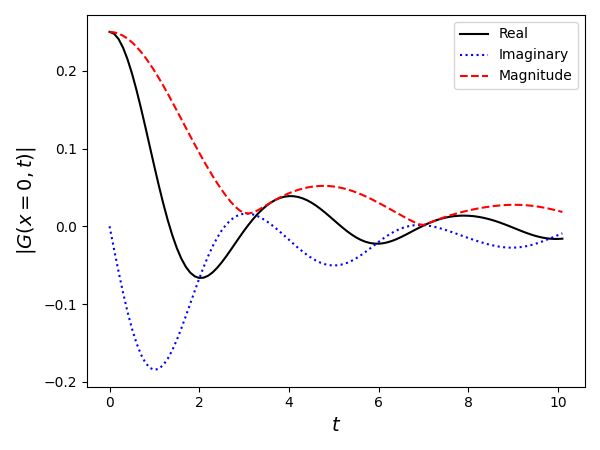 Real
Imaginary
Magnitude
|G(x = 0, t)|
0.2
0.1
0.0
−0.1
−0.2
0 2 4 6 8 10
t